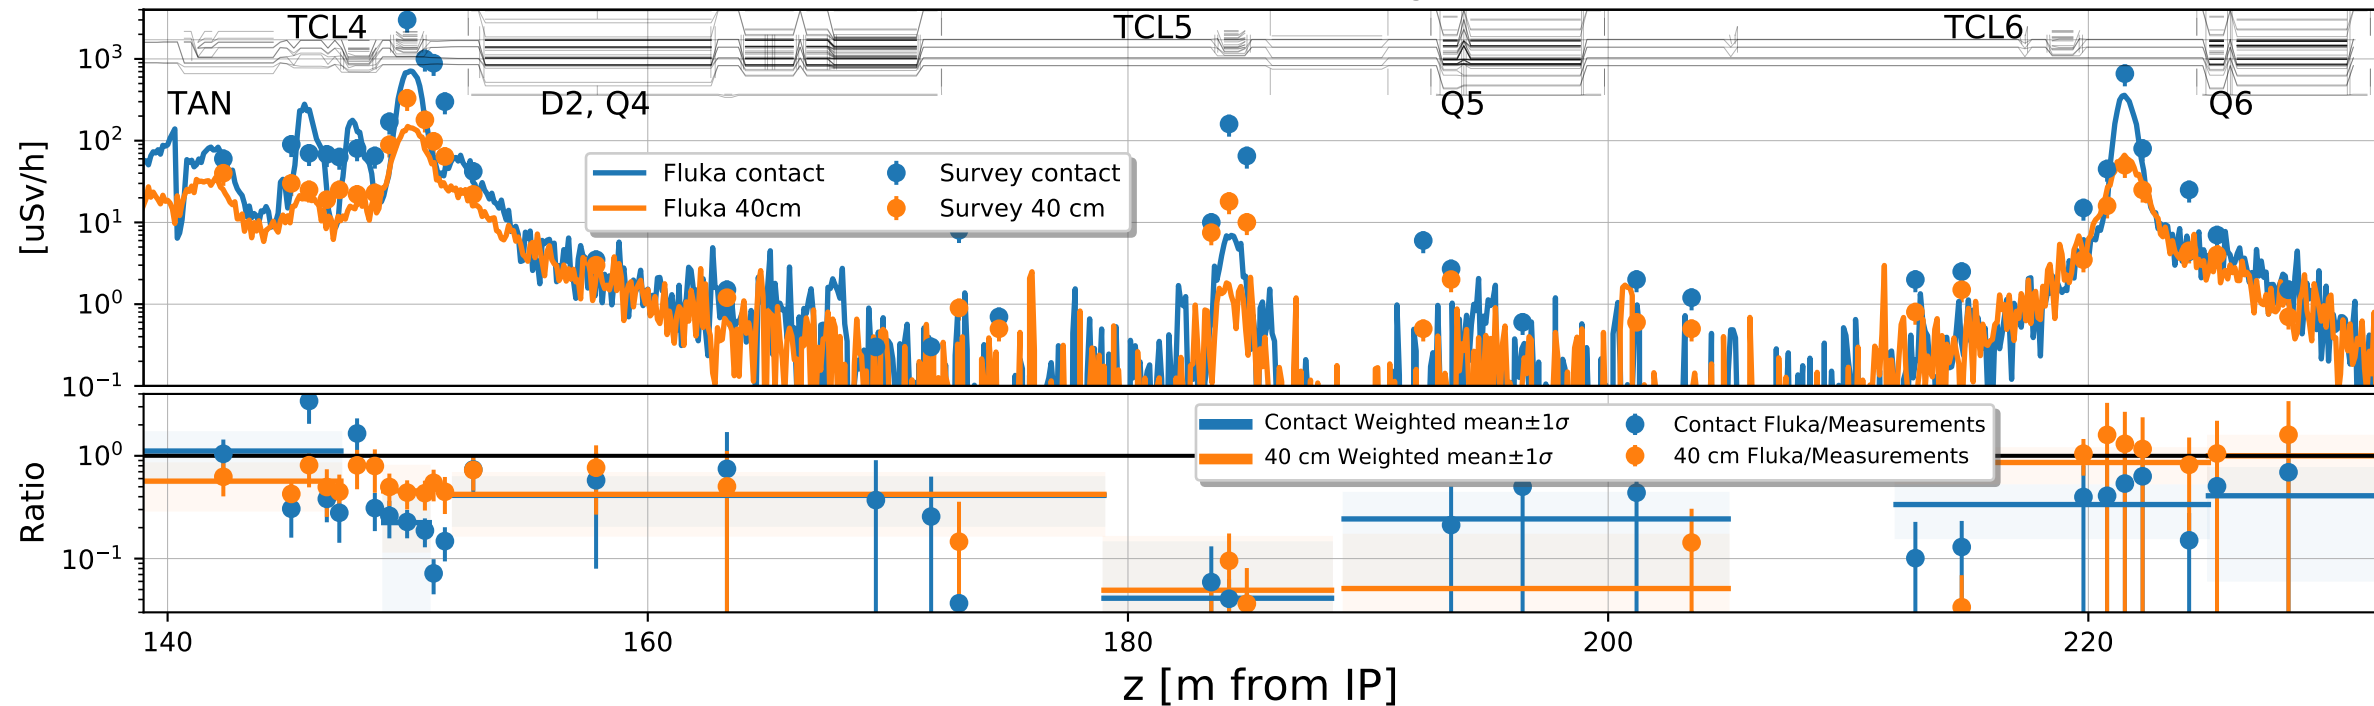 TCL4 TCL5 TCL6
TAN D2, Q4 Q5 Q6
10³
10²
10¹
10⁰
10⁻¹
[uSv/h]
Fluka contact Survey contact
Fluka 40cm Survey 40 cm
Contact Weighted mean±1σ Contact Fluka/Measurements
40 cm Weighted mean±1σ 40 cm Fluka/Measurements
10⁰
10⁻¹
Ratio
140 160 180 200 220
z [m from IP]